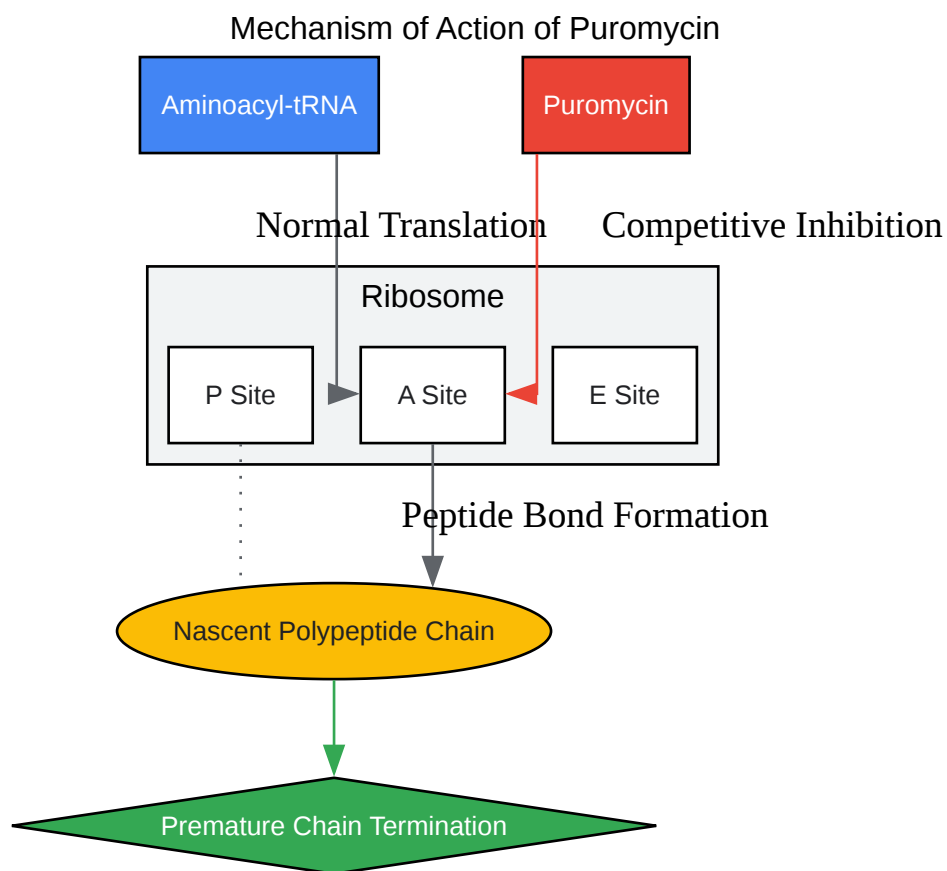 Mechanism of Action of Puromycin
Aminoacyl-tRNA
Puromycin
Normal Translation
Competitive Inhibition
Ribosome
P Site
A Site
E Site
Peptide Bond Formation
Nascent Polypeptide Chain
Premature Chain Termination